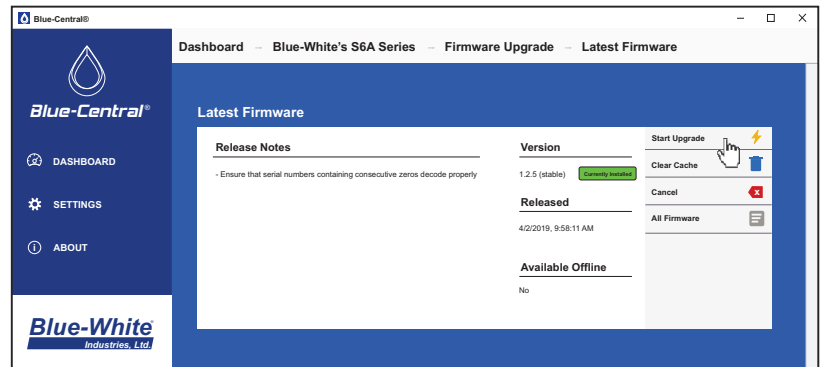 Blue-Central®
Dashboard → Blue-White's S6A Series → Firmware Upgrade → Latest Firmware
Blue-Central®
DASHBOARD
SETTINGS
ABOUT
Blue-White
Industries, Ltd.
Latest Firmware
Release Notes
- Ensure that serial numbers containing consecutive zeros decode properly
Version
1.2.5 (stable) Currently Installed
Released
4/2/2019, 9:58:11 AM
Available Offline
No
Start Upgrade
Clear Cache
Cancel
x
All Firmware